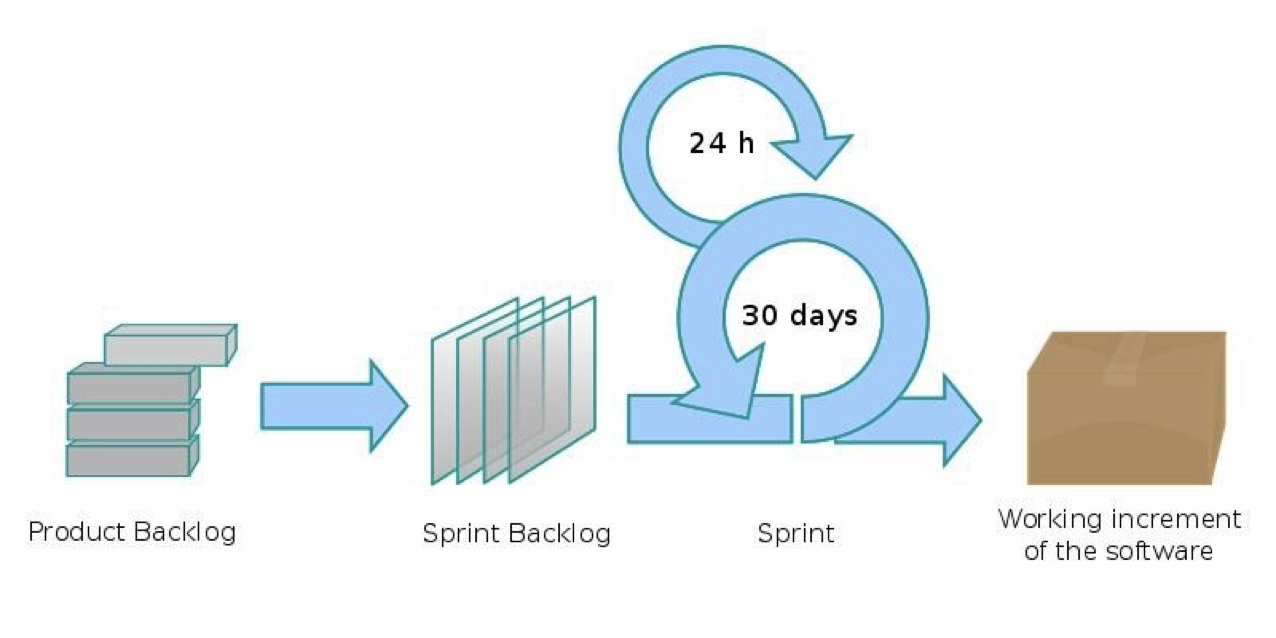 24 h
30 days
Product Backlog
Sprint Backlog
Sprint
Working increment
of the software